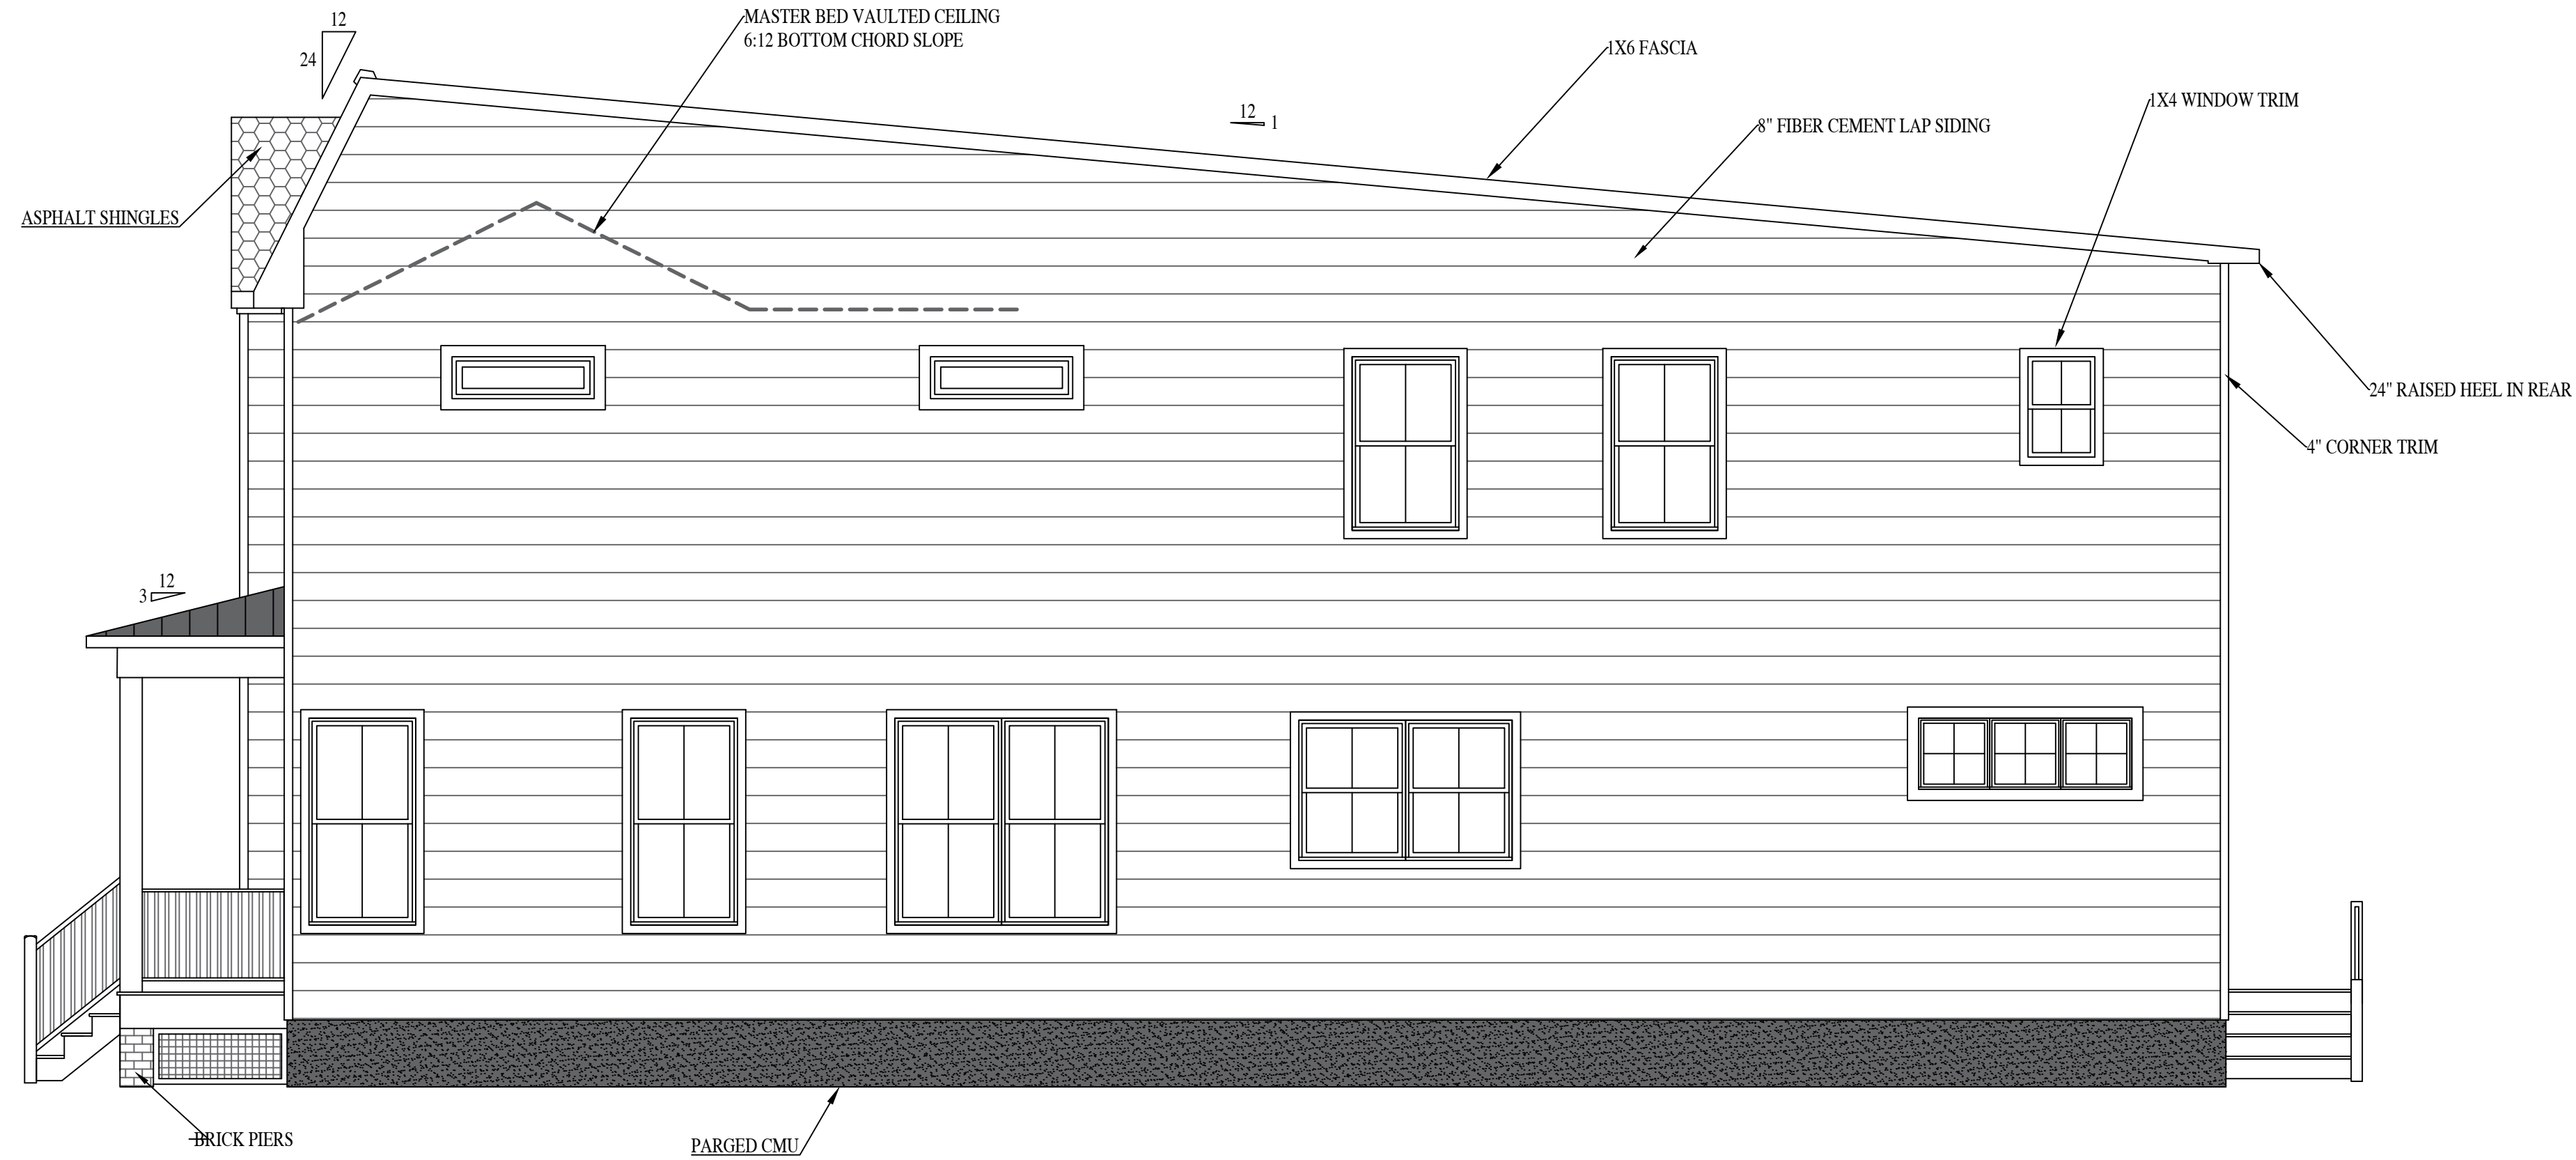 12
24
MASTER BED VAULTED CEILING
6:12 BOTTOM CHORD SLOPE
1X6 FASCIA
1X4 WINDOW TRIM
12
1
8" FIBER CEMENT LAP SIDING
ASPHALT SHINGLES
24" RAISED HEEL IN REAR
4" CORNER TRIM
12
3
BRICK PIERS
PARGED CMU